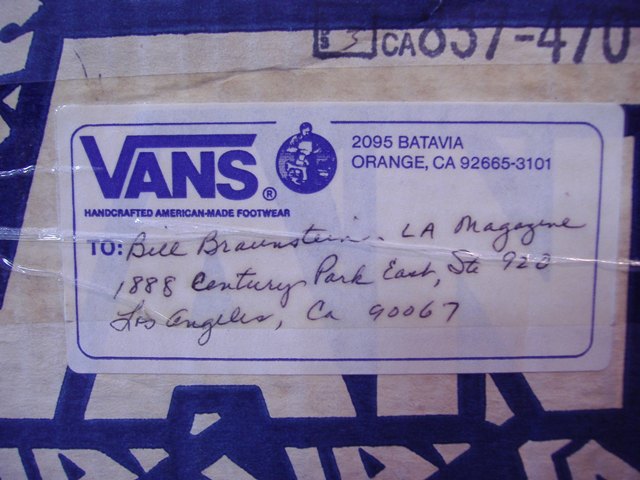 3 CA 637-470
VANS®
HANDCRAFTED AMERICAN-MADE FOOTWEAR
2095 BATAVIA
ORANGE, CA 92665-3101
TO: Bill Braunstein, LA Magazine
1888 Century Park East, Ste 920
Los Angeles, Ca 90067